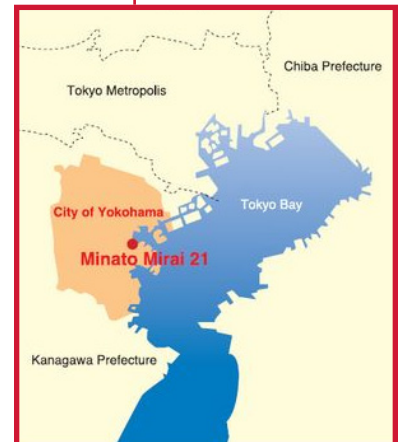 Chiba Prefecture
Tokyo Metropolis
City of Yokohama
Tokyo Bay
Minato Mirai 21
Kanagawa Prefecture